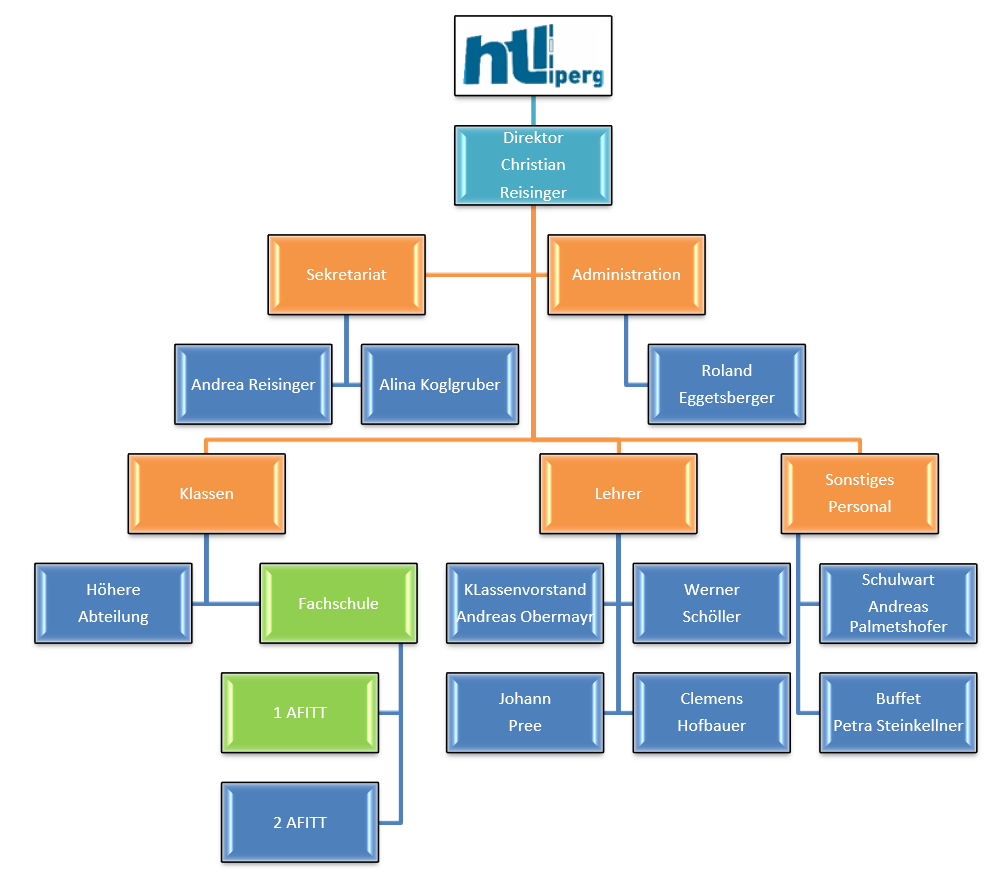 htl
perg
Direktor
Christian
Reisinger
Sekretariat
Administration
Andrea Reisinger
Alina Koglgruber
Roland
Eggetsberger
Klassen
Lehrer
Sonstiges
Personal
Höhere
Abteilung
Fachschule
KLassenvorstand
Andreas Obermayr
Werner
Schöller
Schulwart
Andreas
Palmetshofer
1 AFITT
Johann
Pree
Clemens
Hofbauer
Buffet
Petra Steinkellner
2 AFITT